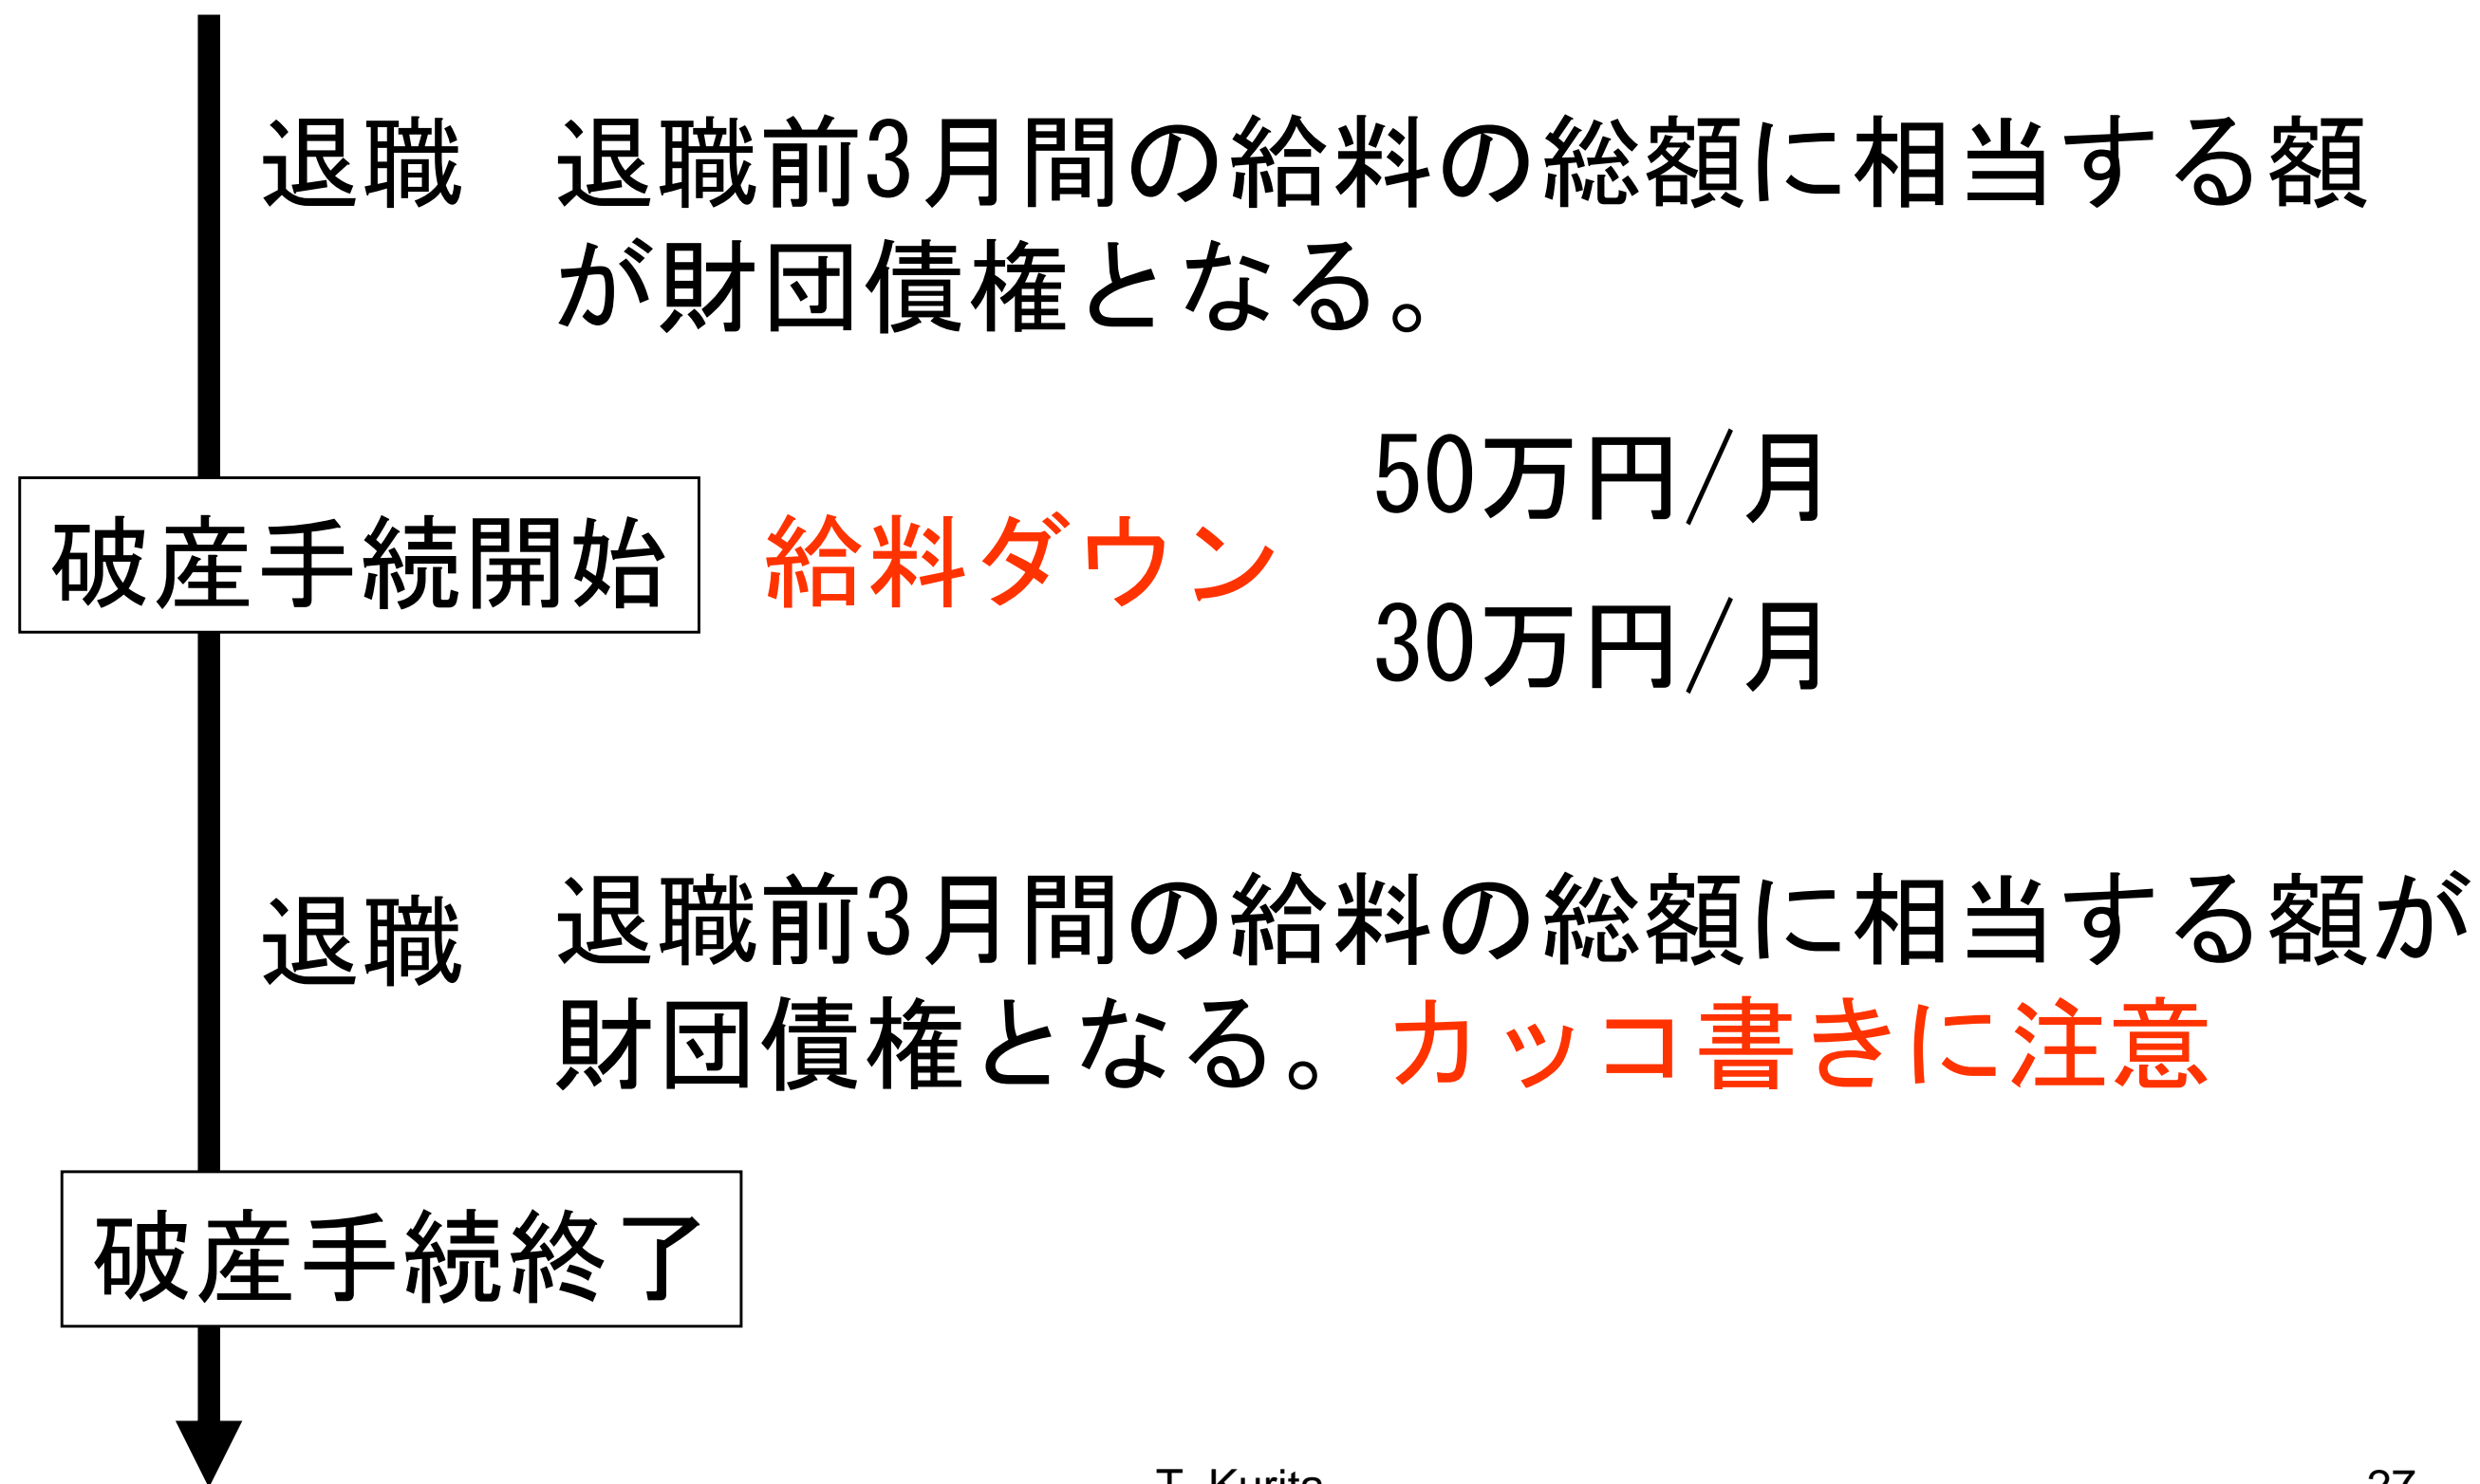 退職 退職前3月間の給料の総額に相当する額
が財団債権となる。
50万円/月
破産手続開始 給料ダウン
30万円/月
退職 退職前3月間の給料の総額に相当する額が
財団債権となる。カッコ書きに注意
破産手続終了
T. Kurita 27